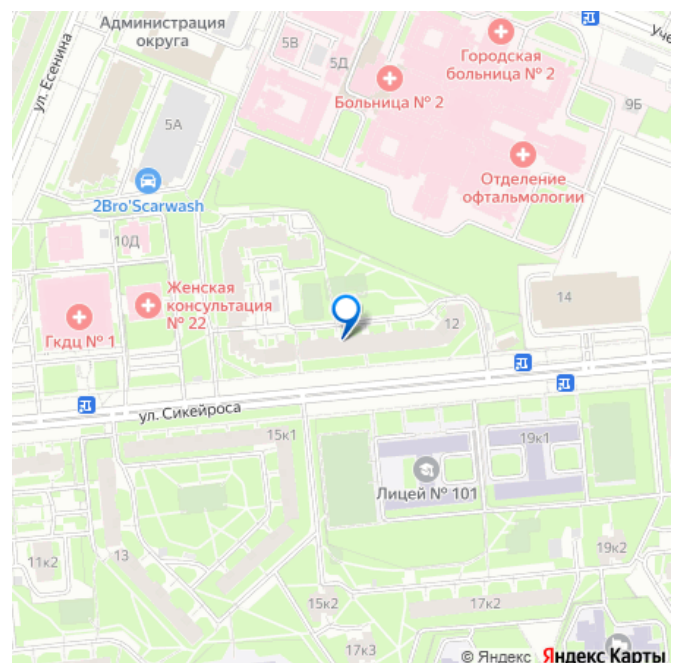 Администрация
округа
5В
5Д
Городская
больница № 2
Больница № 2
9Б
ул. Есенина
5А
Отделение
офтальмологии
2Bro'Scarwash
10Д
Женская
консультация
№ 22
Гкдц № 1
14
12
ул. Сикейроса
15к1
19к1
Лицей № 101
11к2
13
19к2
15к2
17к2
17к3
© Яндекс Яндекс Карты